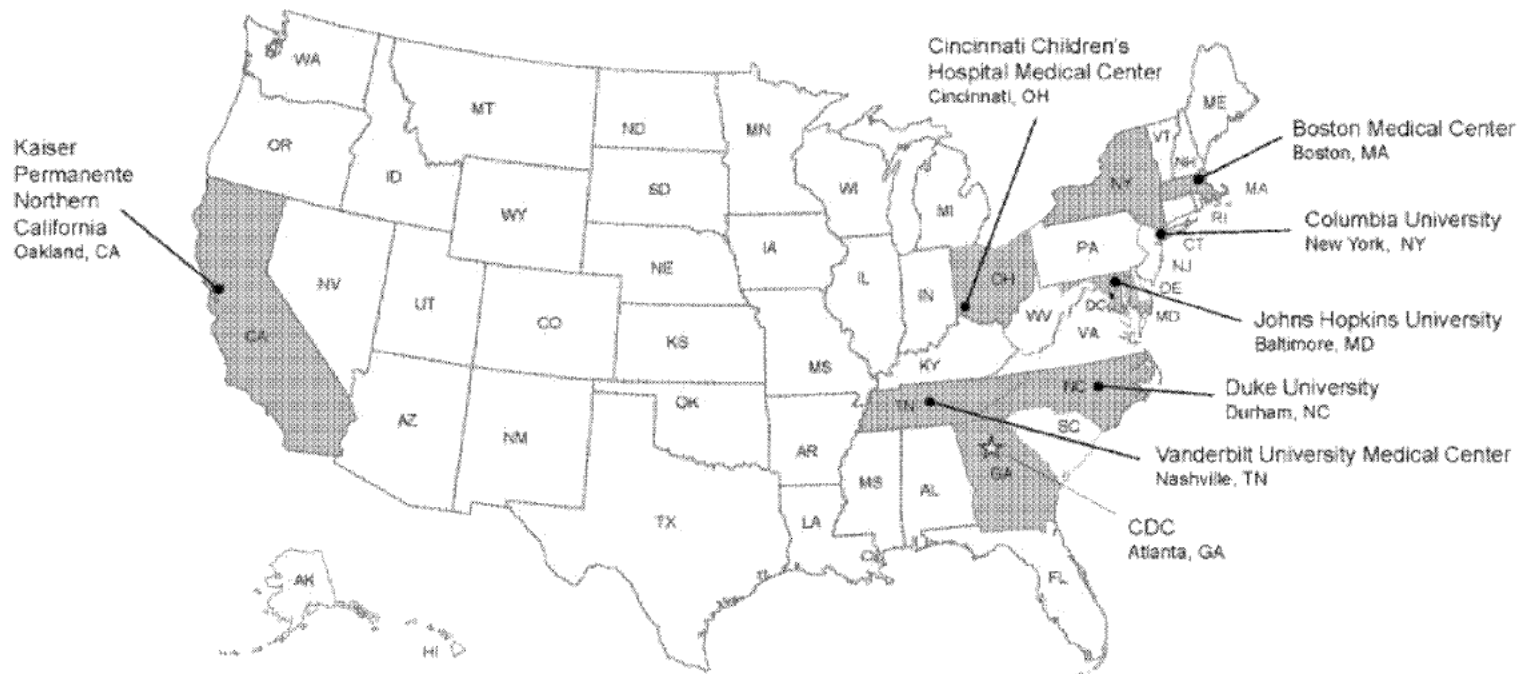 Cincinnati Children's
Hospital Medical Center
Cincinnati, OH
Boston Medical Center
Boston, MA
Kaiser
Permanente
Northern
California
Oakland, CA
Columbia University
New York, NY
Johns Hopkins University
Baltimore, MD
Duke University
Durham, NC
Vanderbilt University Medical Center
Nashville, TN
CDC
Atlanta, GA
WA
MT
ND
MN
ME
VT
NH
OR
ID
WY
SD
WI
MI
NY
MA
RI
CT
NV
UT
CO
NE
IA
IL
IN
OH
PA
NJ
DE
MD
DC
WV
VA
CA
KS
MS
KY
AZ
NM
OK
AR
TN
NC
SC
TX
LA
MS
AL
GA
FL
AK
HI